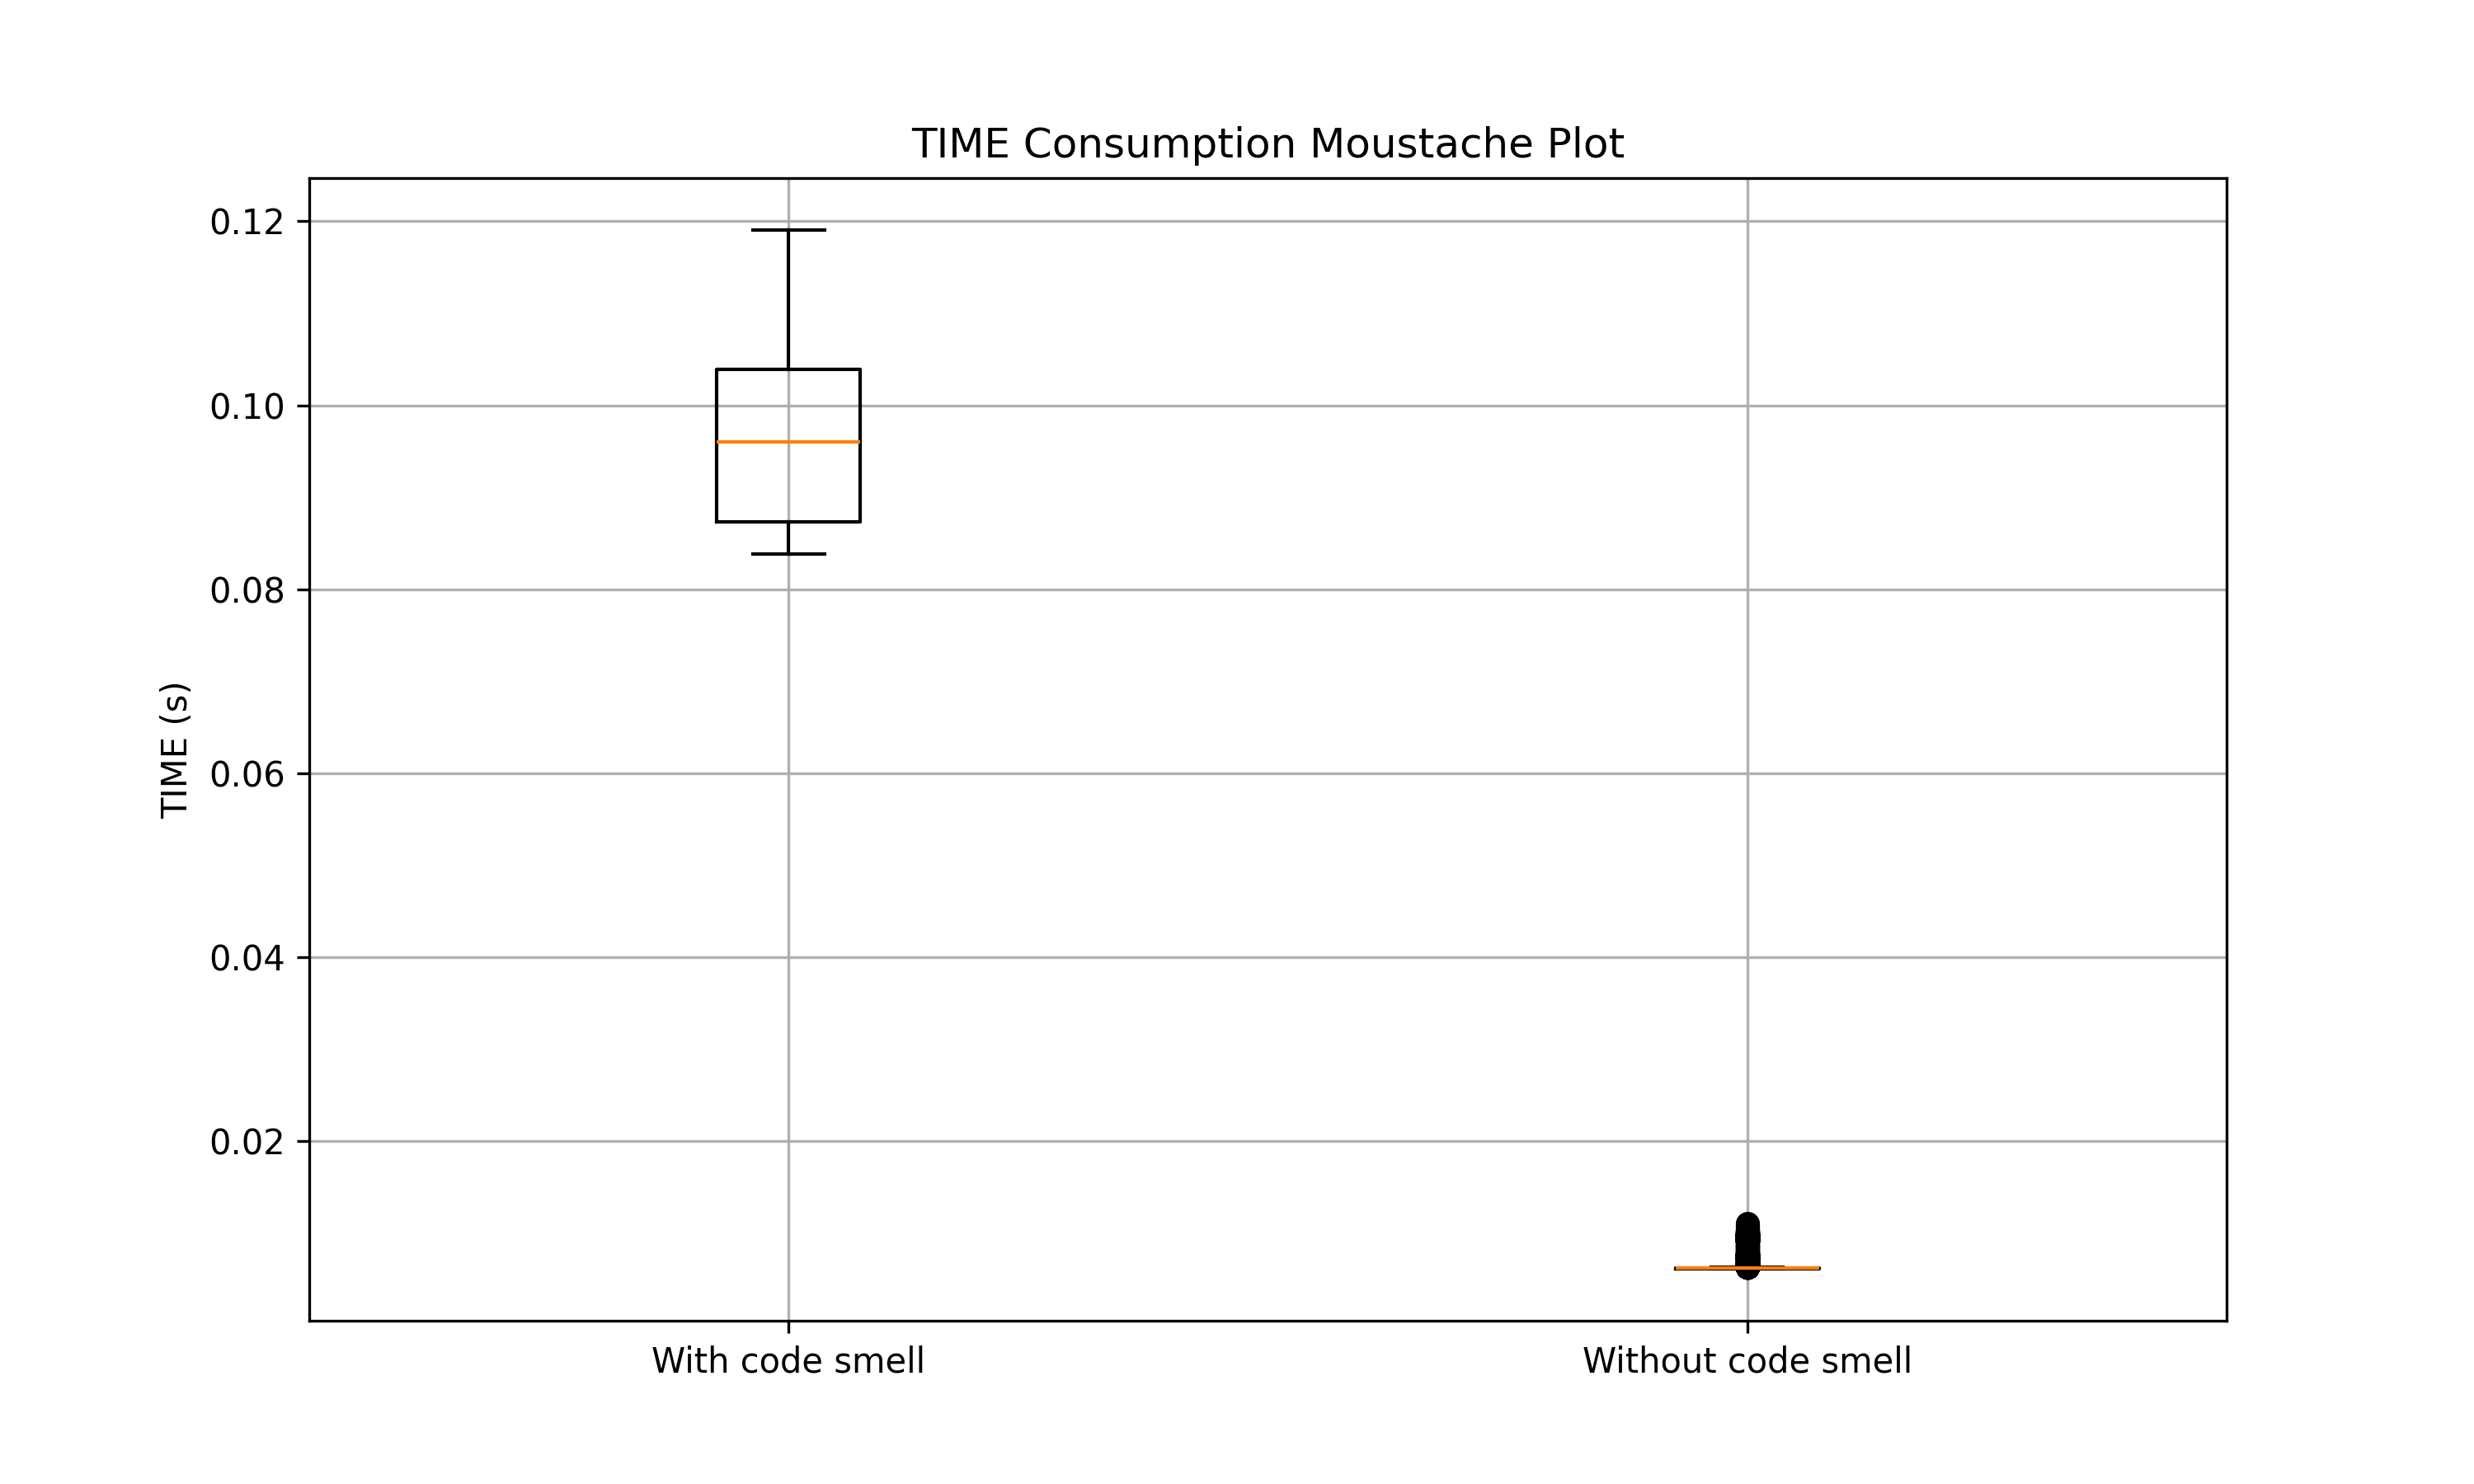 TIME Consumption Moustache Plot
0.12
0.10
0.08
0.06
0.04
0.02
TIME (s)
With code smell
Without code smell